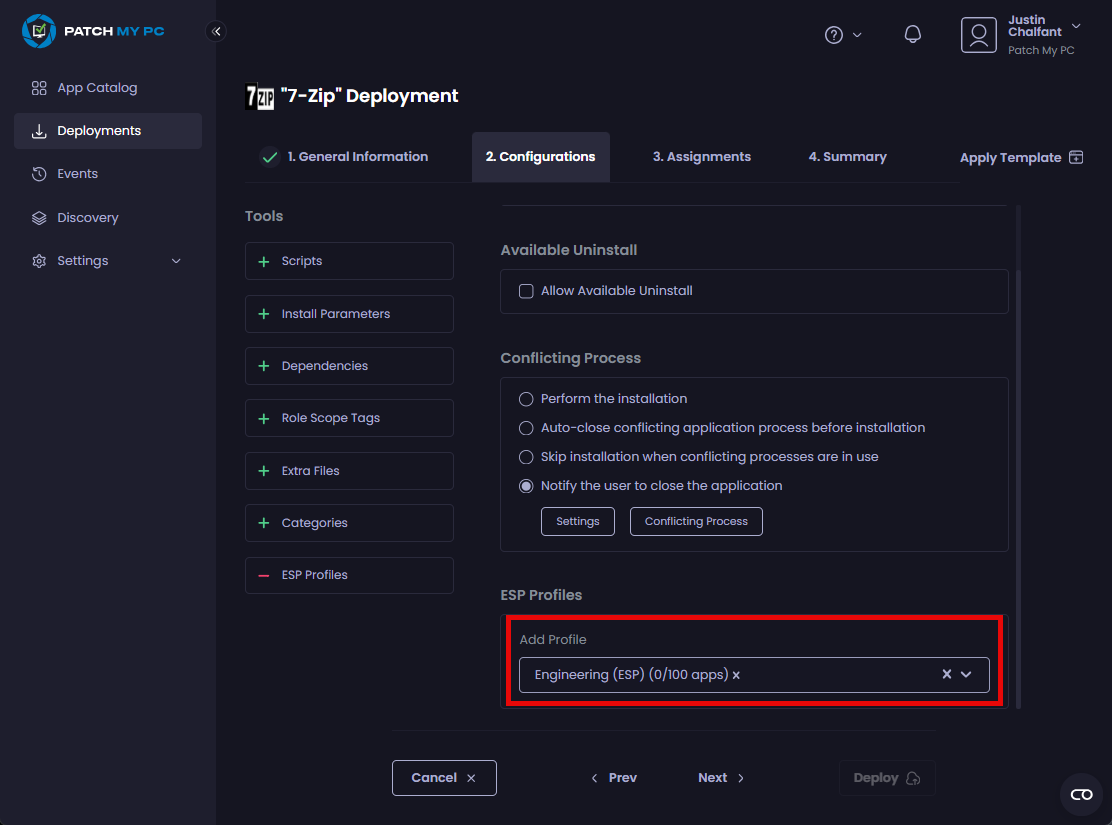 PATCH MY PC
Justin
Chalfant
Patch My PC
App Catalog
Deployments
Events
Discovery
Settings
7ZIP "7-Zip" Deployment
1. General Information
2. Configurations
3. Assignments
4. Summary
Apply Template
Tools
Scripts
Install Parameters
Dependencies
Role Scope Tags
Extra Files
Categories
ESP Profiles
Available Uninstall
Allow Available Uninstall
Conflicting Process
Perform the installation
Auto-close conflicting application process before installation
Skip installation when conflicting processes are in use
Notify the user to close the application
Settings
Conflicting Process
ESP Profiles
Add Profile
Engineering (ESP) (0/100 apps)
Cancel
Prev
Next
Deploy